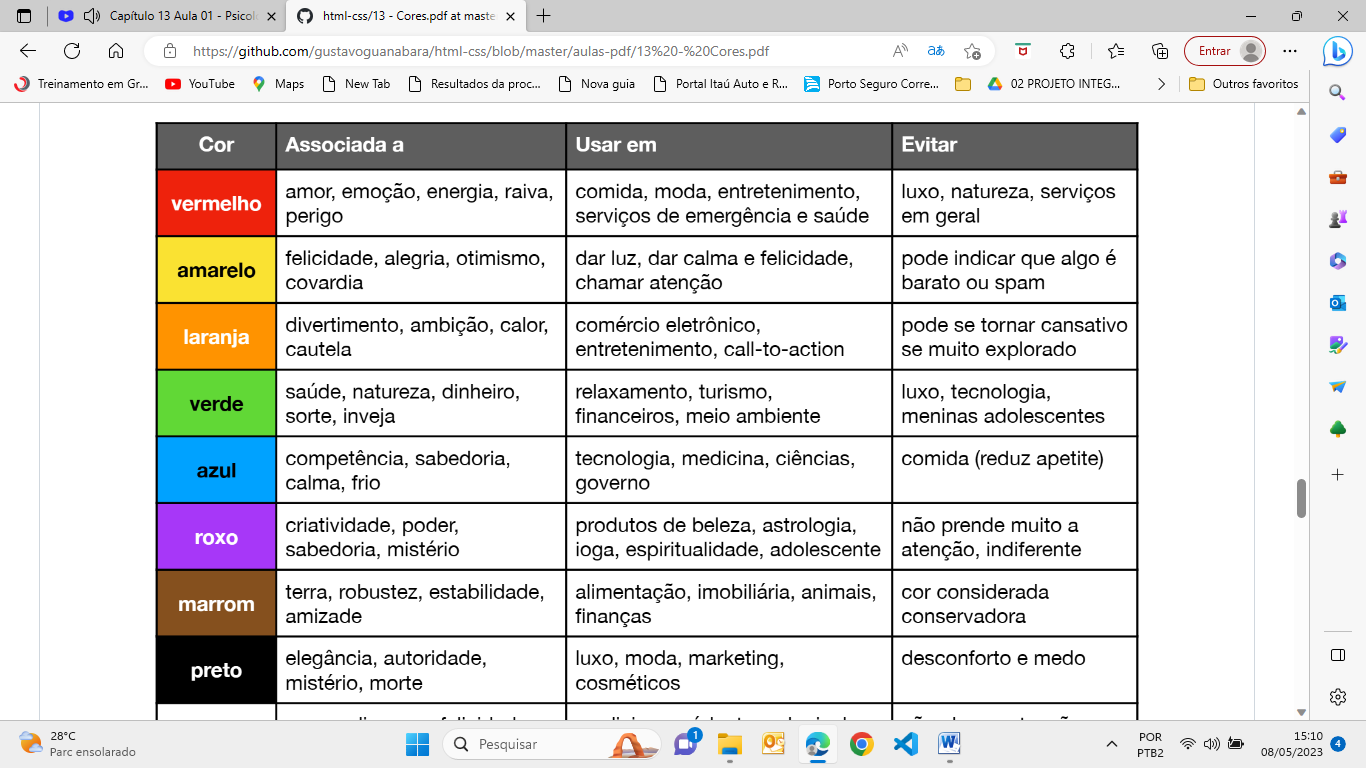 Capítulo 13 Aula 01 - Psicol
html-css/13 - Cores.pdf at maste
https://github.com/gustavoguanabara/html-css/blob/master/aulas-pdf/13%20-%20Cores.pdf
Entrar
Treinamento em Gr...
YouTube
Maps
New Tab
Resultados da proc...
Nova guia
Portal Itaú Auto e R...
Porto Seguro Corre...
02 PROJETO INTEG...
Outros favoritos
Cor
Associada a
Usar em
Evitar
vermelho
amor, emoção, energia, raiva,
perigo
comida, moda, entretenimento,
serviços de emergência e saúde
luxo, natureza, serviços
em geral
amarelo
felicidade, alegria, otimismo,
covardia
dar luz, dar calma e felicidade,
chamar atenção
pode indicar que algo é
barato ou spam
laranja
divertimento, ambição, calor,
cautela
comércio eletrônico,
entretenimento, call-to-action
pode se tornar cansativo
se muito explorado
verde
saúde, natureza, dinheiro,
sorte, inveja
relaxamento, turismo,
financeiros, meio ambiente
luxo, tecnologia,
meninas adolescentes
azul
competência, sabedoria,
calma, frio
tecnologia, medicina, ciências,
governo
comida (reduz apetite)
roxo
criatividade, poder,
sabedoria, mistério
produtos de beleza, astrologia,
ioga, espiritualidade, adolescente
não prende muito a
atenção, indiferente
marrom
terra, robustez, estabilidade,
amizade
alimentação, imobiliária, animais,
finanças
cor considerada
conservadora
preto
elegância, autoridade,
mistério, morte
luxo, moda, marketing,
cosméticos
desconforto e medo
28°C
Parc ensolarado
Pesquisar
1
POR
PTB2
15:10
08/05/2023
4